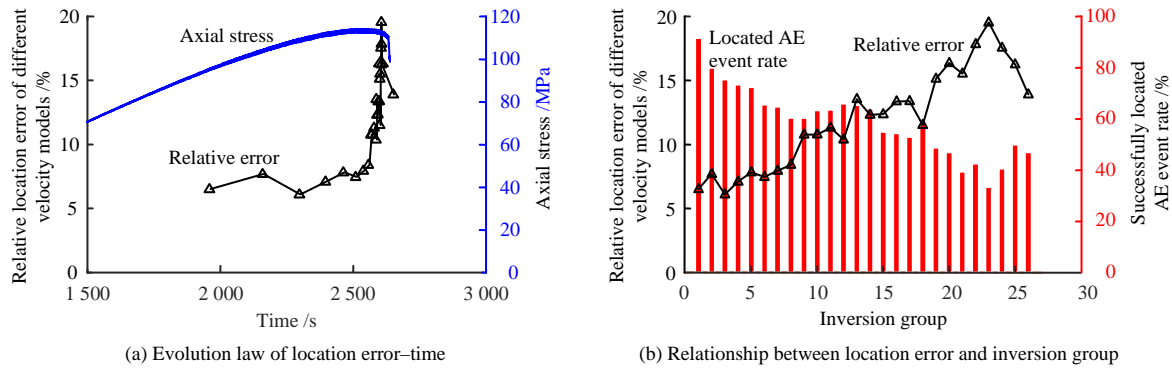 Relative location error of different
velocity models /%
20
15
10
5
0
Axial stress
Relative error
120
100
80
60
40
20
0
Axial stress /MPa
1 500
2 000
2 500
3 000
Time /s
(a) Evolution law of location error–time
Relative location error of different
velocity models /%
20
15
10
5
0
Located AE
event rate
Relative error
100
80
60
40
20
0
Successfully located
AE event rate /%
0
5
10
15
20
25
30
Inversion group
(b) Relationship between location error and inversion group